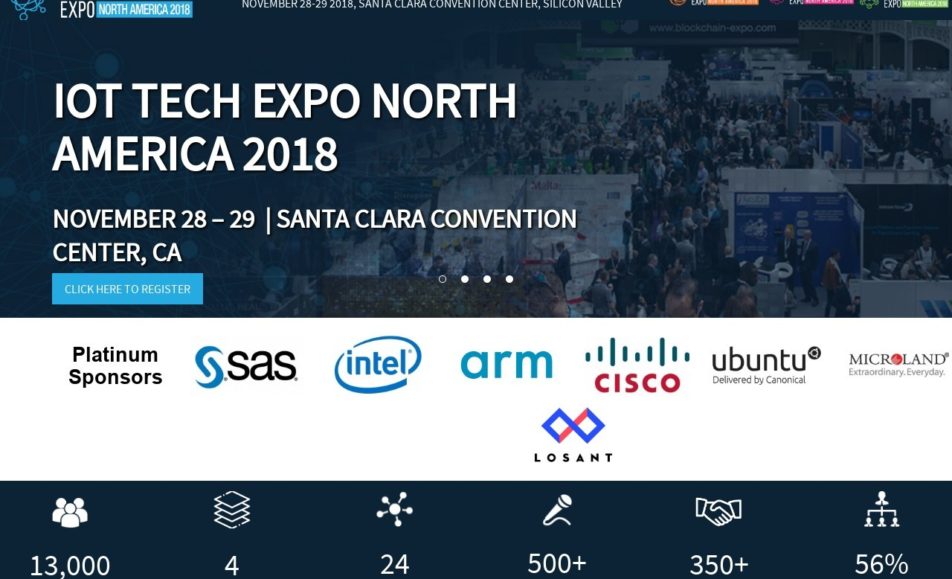 EXPO NORTH AMERICA 2018
NOVEMBER 28-29 2018, SANTA CLARA CONVENTION CENTER, SILICON VALLEY
www.blockchain-expo.com
IOT TECH EXPO NORTH
AMERICA 2018
NOVEMBER 28 – 29 | SANTA CLARA CONVENTION
CENTER, CA
CLICK HERE TO REGISTER
Malta
Platinum
Sponsors
sas
intel
arm
CISCO
ubuntu
Delivered by Canonical
MICROLAND
Extraordinary. Everyday.
LOSANT
13,000
4
24
500+
350+
56%